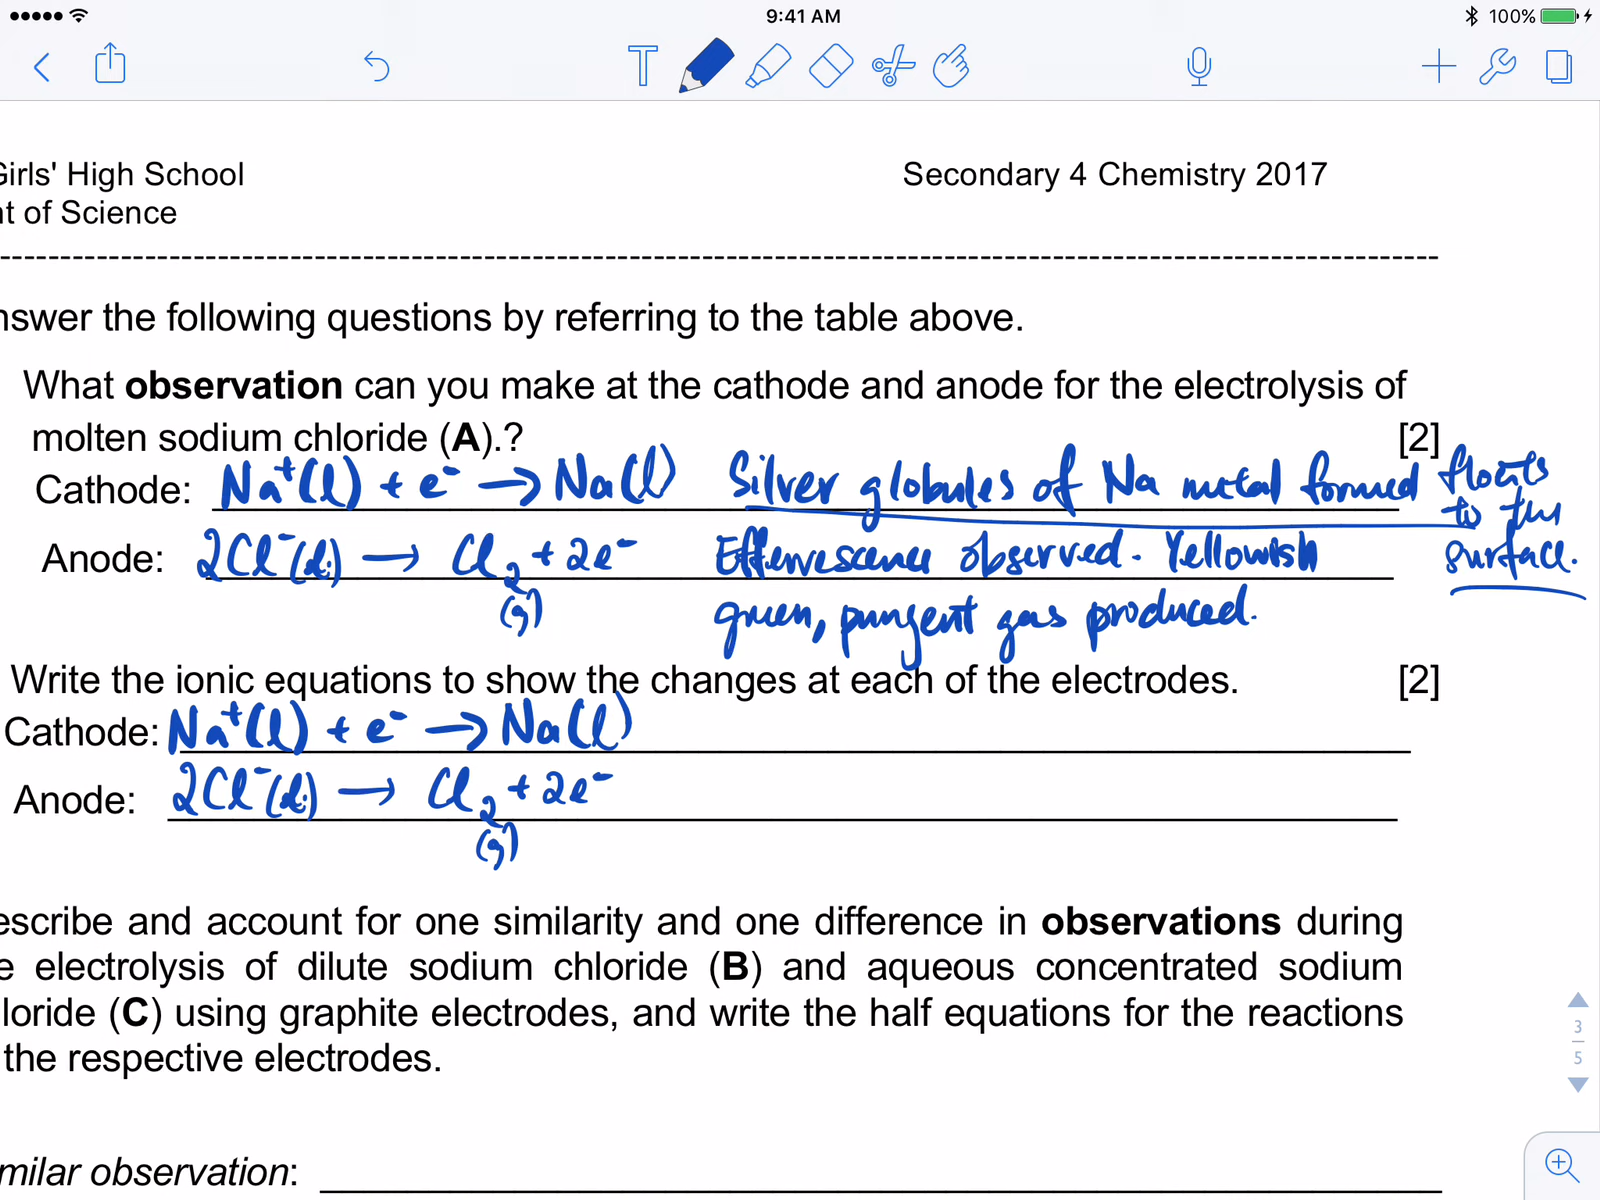 9:41 AM
100%
T
Girls' High School
Secondary 4 Chemistry 2017
nt of Science
nswer the following questions by referring to the table above.
What observation can you make at the cathode and anode for the electrolysis of
molten sodium chloride (A).? [2]
Cathode: Na⁺(l) + e⁻ → Na(l) Silver globules of Na metal formed floats
to the
surface.
Anode: 2Cl⁻(l) → Cl₂ + 2e⁻ Effervescence observed. Yellowish
(g) green, pungent gas produced.
Write the ionic equations to show the changes at each of the electrodes. [2]
Cathode: Na⁺(l) + e⁻ → Na(l)
Anode: 2Cl⁻(l) → Cl₂ + 2e⁻
(g)
escribe and account for one similarity and one difference in observations during
e electrolysis of dilute sodium chloride (B) and aqueous concentrated sodium
loride (C) using graphite electrodes, and write the half equations for the reactions
the respective electrodes.
3
5
milar observation: